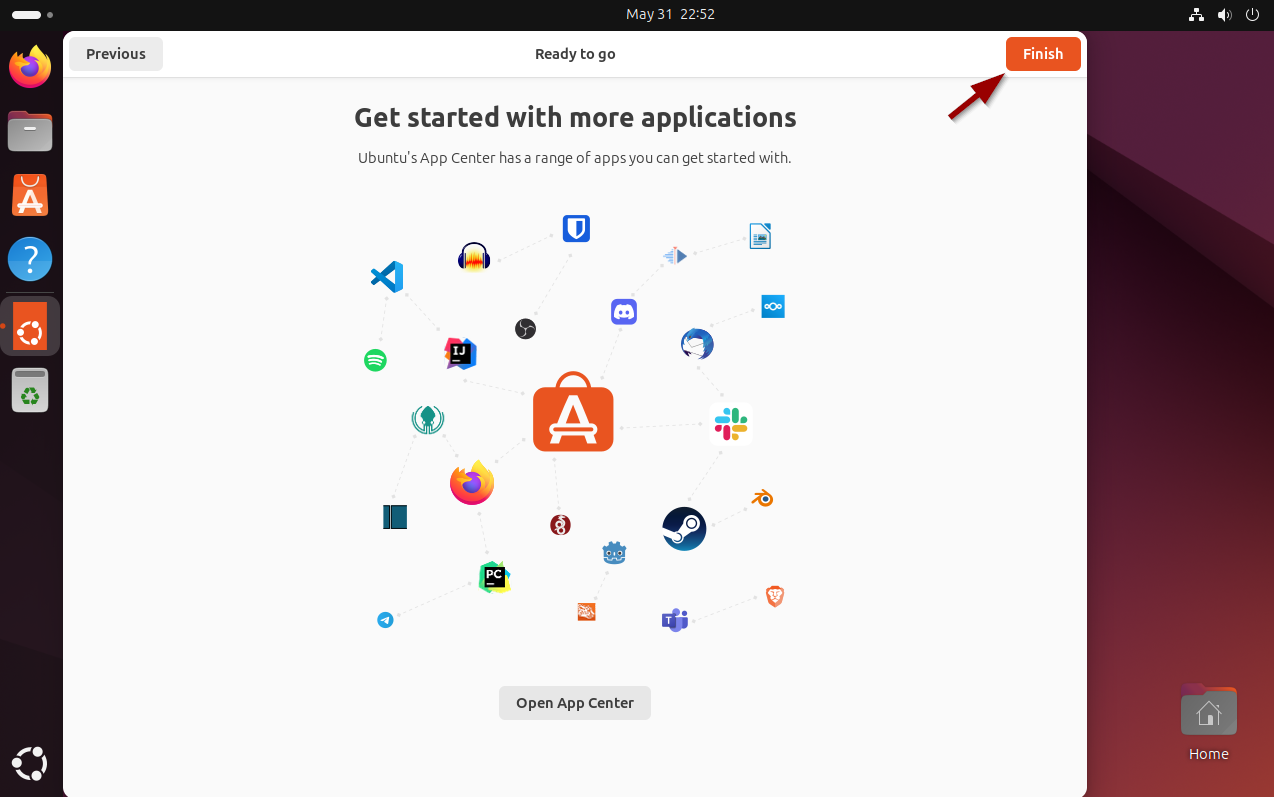 May 31 22:52
Previous
Ready to go
Finish
Get started with more applications
Ubuntu's App Center has a range of apps you can get started with.
IJ
A
PC
T
Open App Center
Home